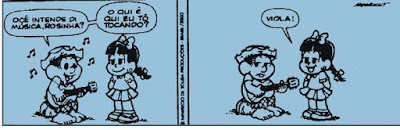 OCÊ INTENDE DI
MÚSICA, ROSINHA?
O QUI É
QUI EU TÔ
TOCANDO?
VIOLA!